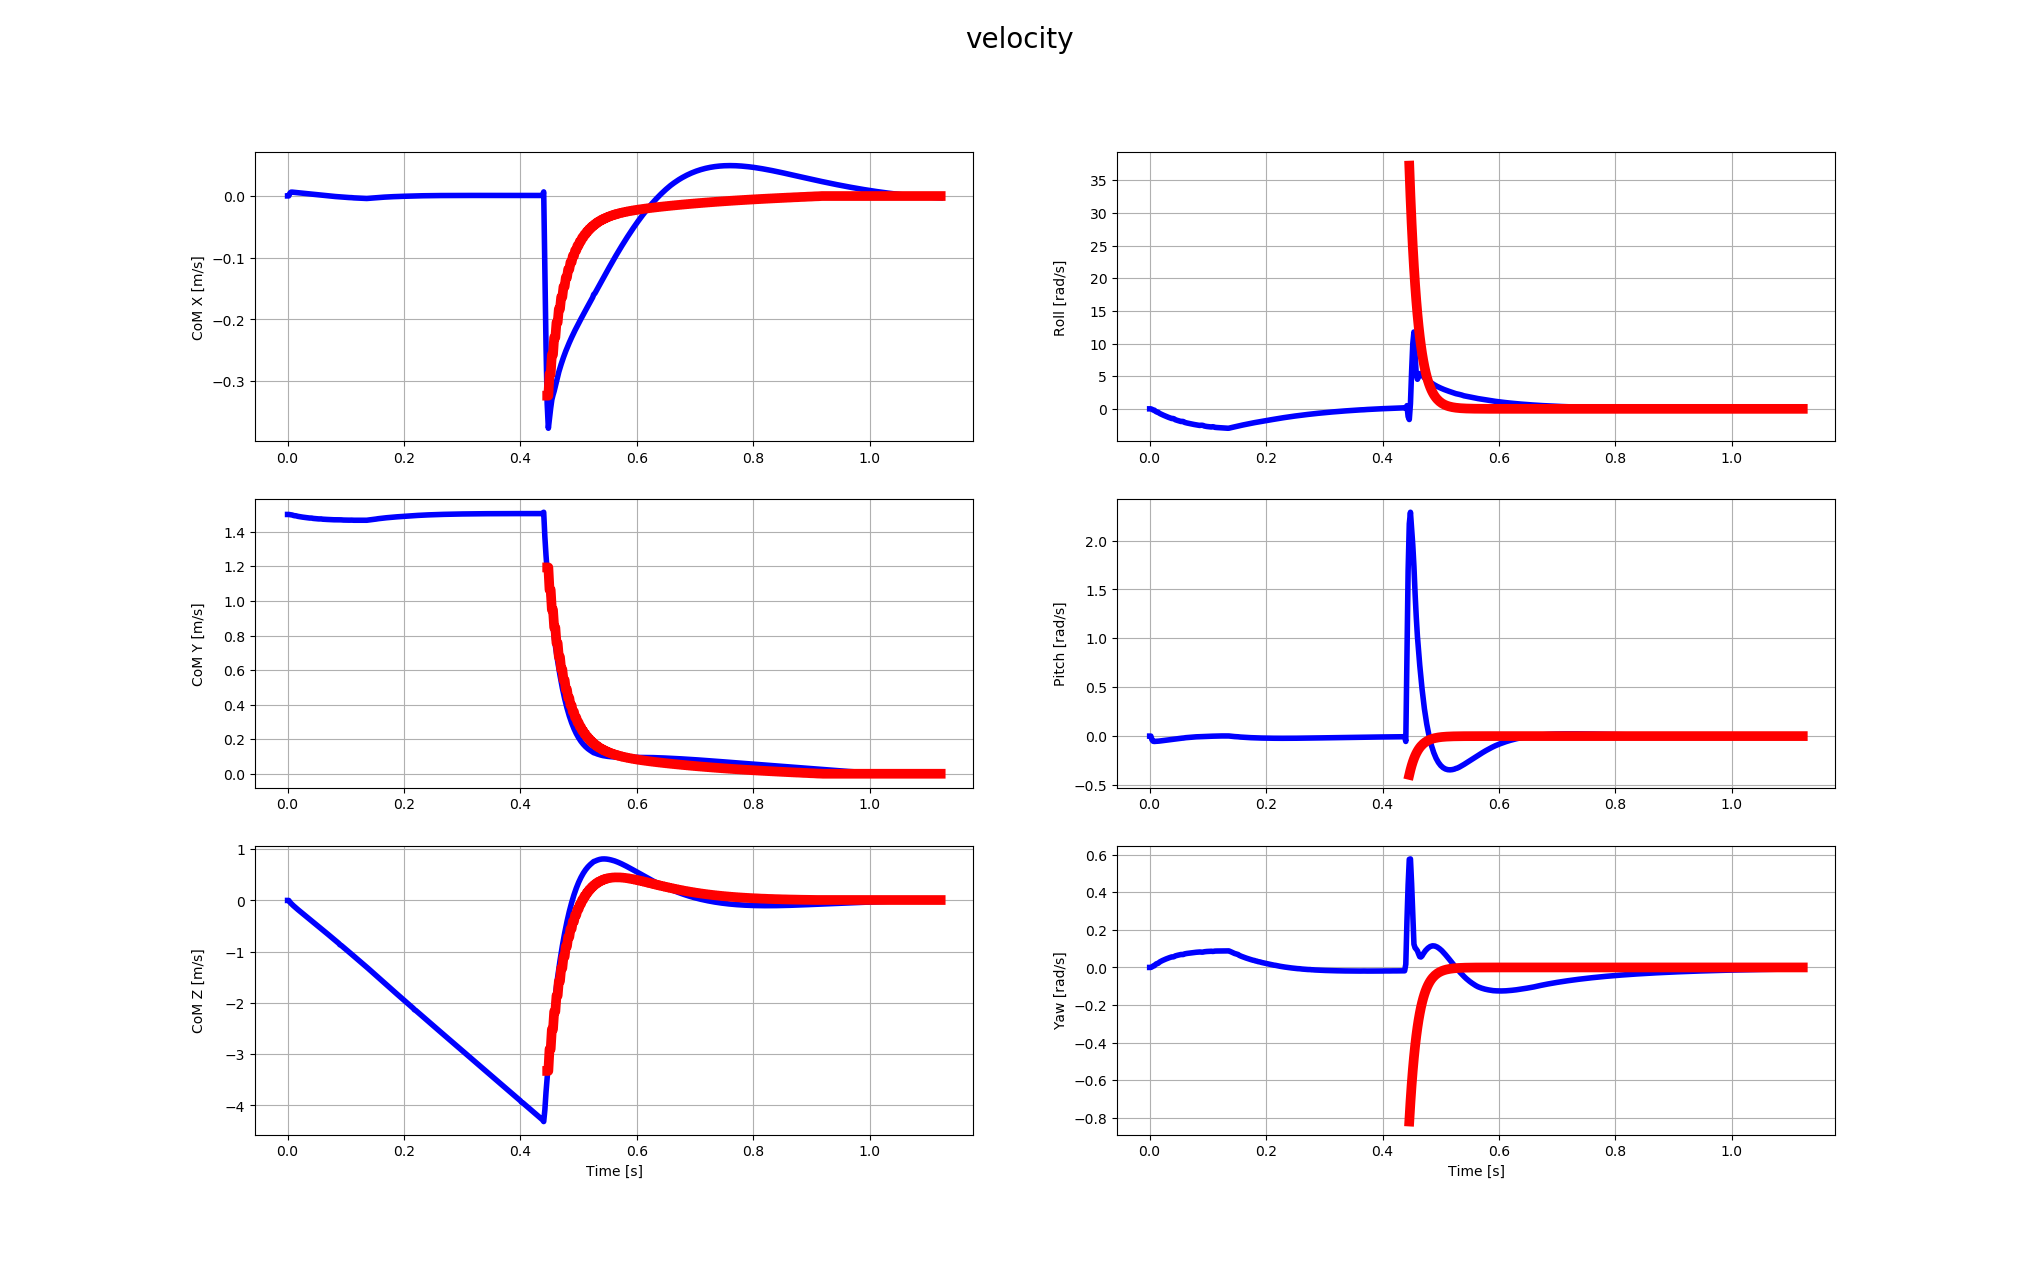 velocity
CoM X [m/s]
0.0
−0.1
−0.2
−0.3
0.0 0.2 0.4 0.6 0.8 1.0
Roll [rad/s]
35
30
25
20
15
10
5
0
0.0 0.2 0.4 0.6 0.8 1.0
CoM Y [m/s]
1.4
1.2
1.0
0.8
0.6
0.4
0.2
0.0
0.0 0.2 0.4 0.6 0.8 1.0
Pitch [rad/s]
2.0
1.5
1.0
0.5
0.0
−0.5
0.0 0.2 0.4 0.6 0.8 1.0
CoM Z [m/s]
1
0
−1
−2
−3
−4
0.0 0.2 0.4 0.6 0.8 1.0
Time [s]
Yaw [rad/s]
0.6
0.4
0.2
0.0
−0.2
−0.4
−0.6
−0.8
0.0 0.2 0.4 0.6 0.8 1.0
Time [s]